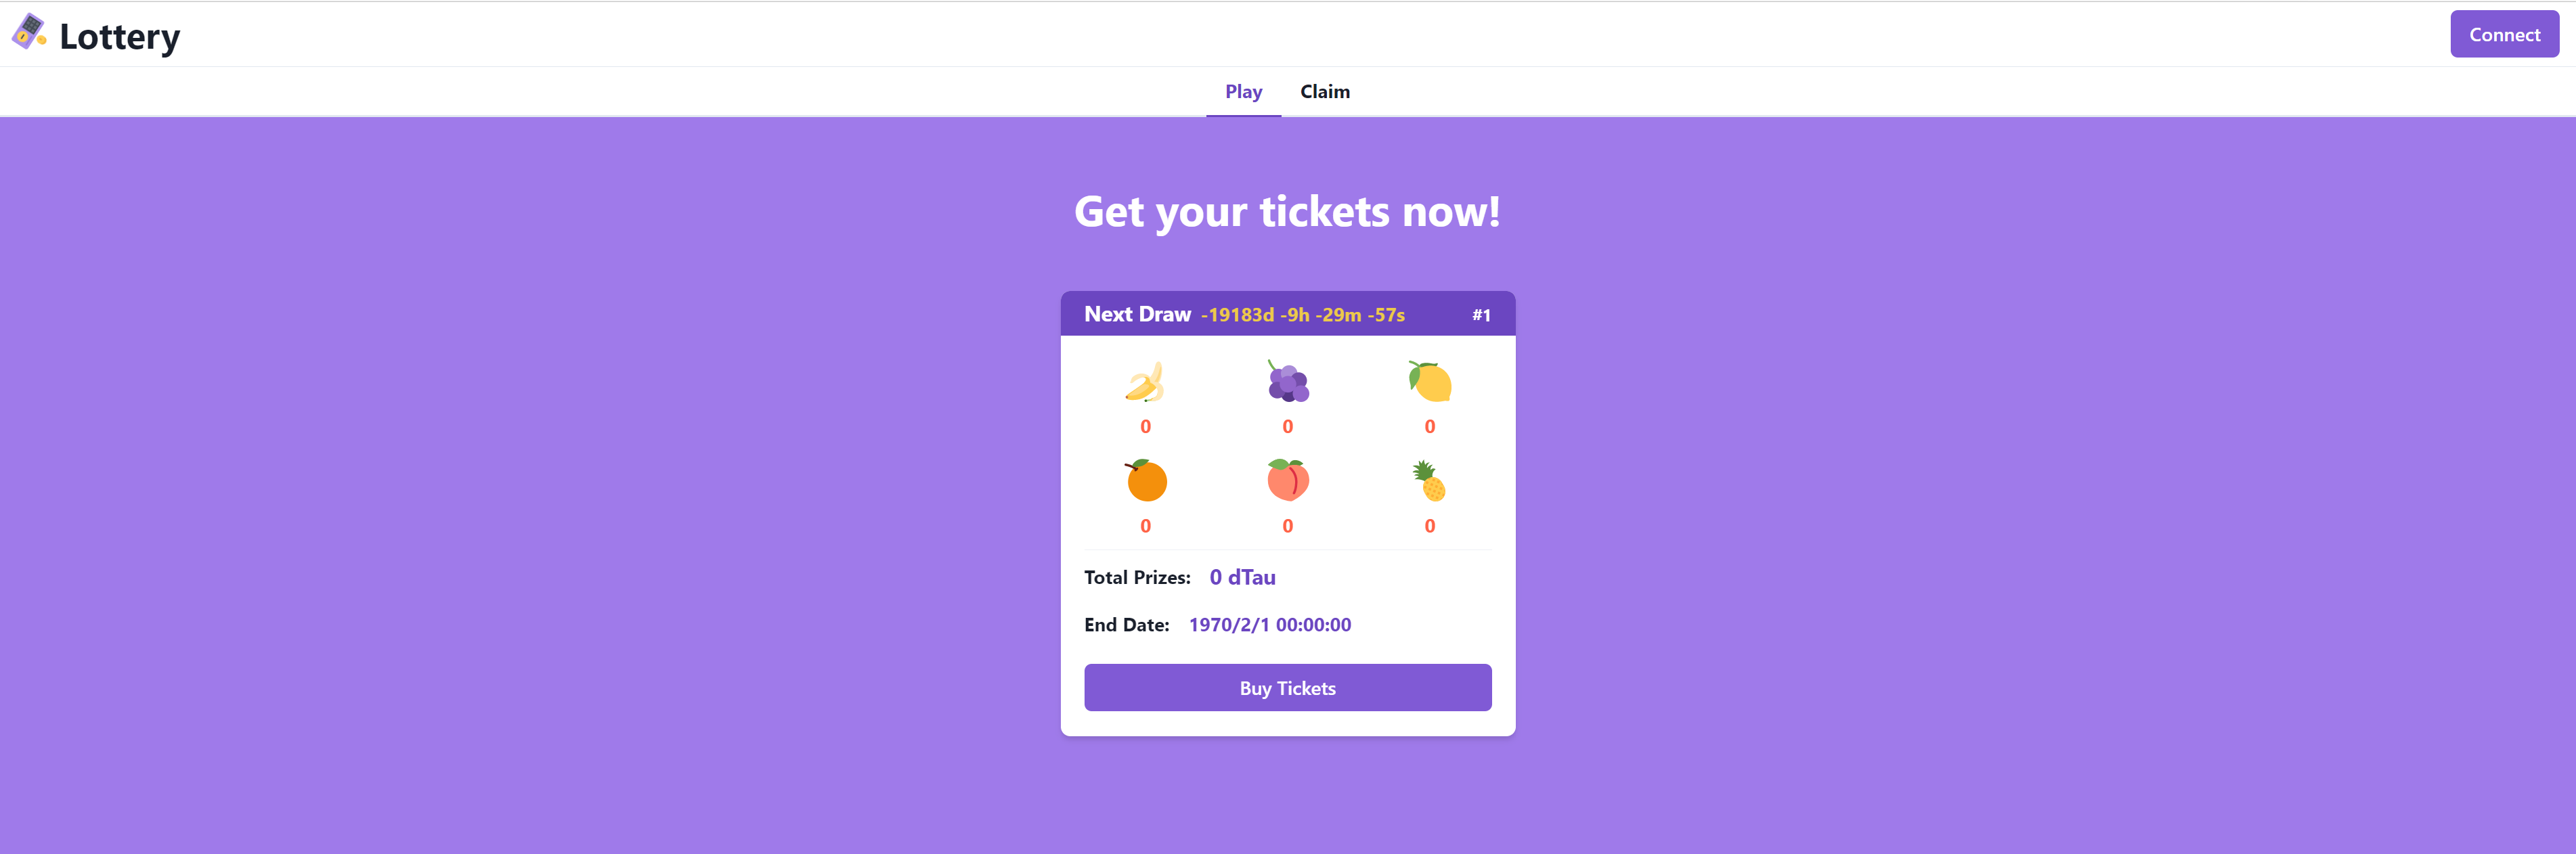 Lottery
Connect
Play Claim
Get your tickets now!
Next Draw -19183d -9h -29m -57s #1
0 0 0
0 0 0
Total Prizes: 0 dTau
End Date: 1970/2/1 00:00:00
Buy Tickets